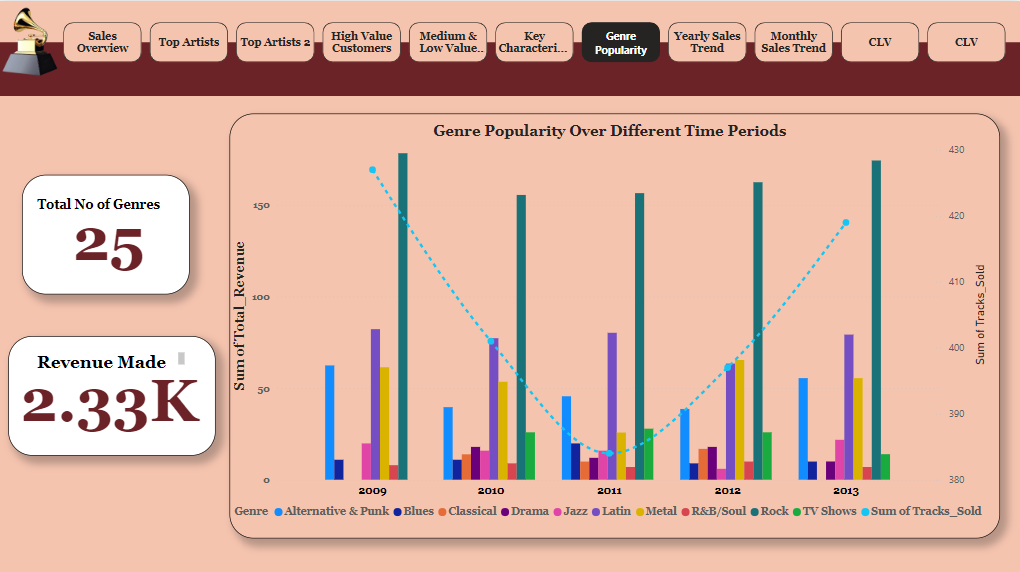 Sales
Overview
Top Artists
Top Artists 2
High Value
Customers
Medium &
Low Value..
Key
Characteri...
Genre
Popularity
Yearly Sales
Trend
Monthly
Sales Trend
CLV
CLV
Total No of Genres
25
Revenue Made
2.33K
Genre Popularity Over Different Time Periods
Sum of Total_Revenue
150
100
50
0
430
420
410
400
390
380
Sum of Tracks_Sold
2009 2010 2011 2012 2013
Genre Alternative & Punk Blues Classical Drama Jazz Latin Metal R&B/Soul Rock TV Shows Sum of Tracks_Sold